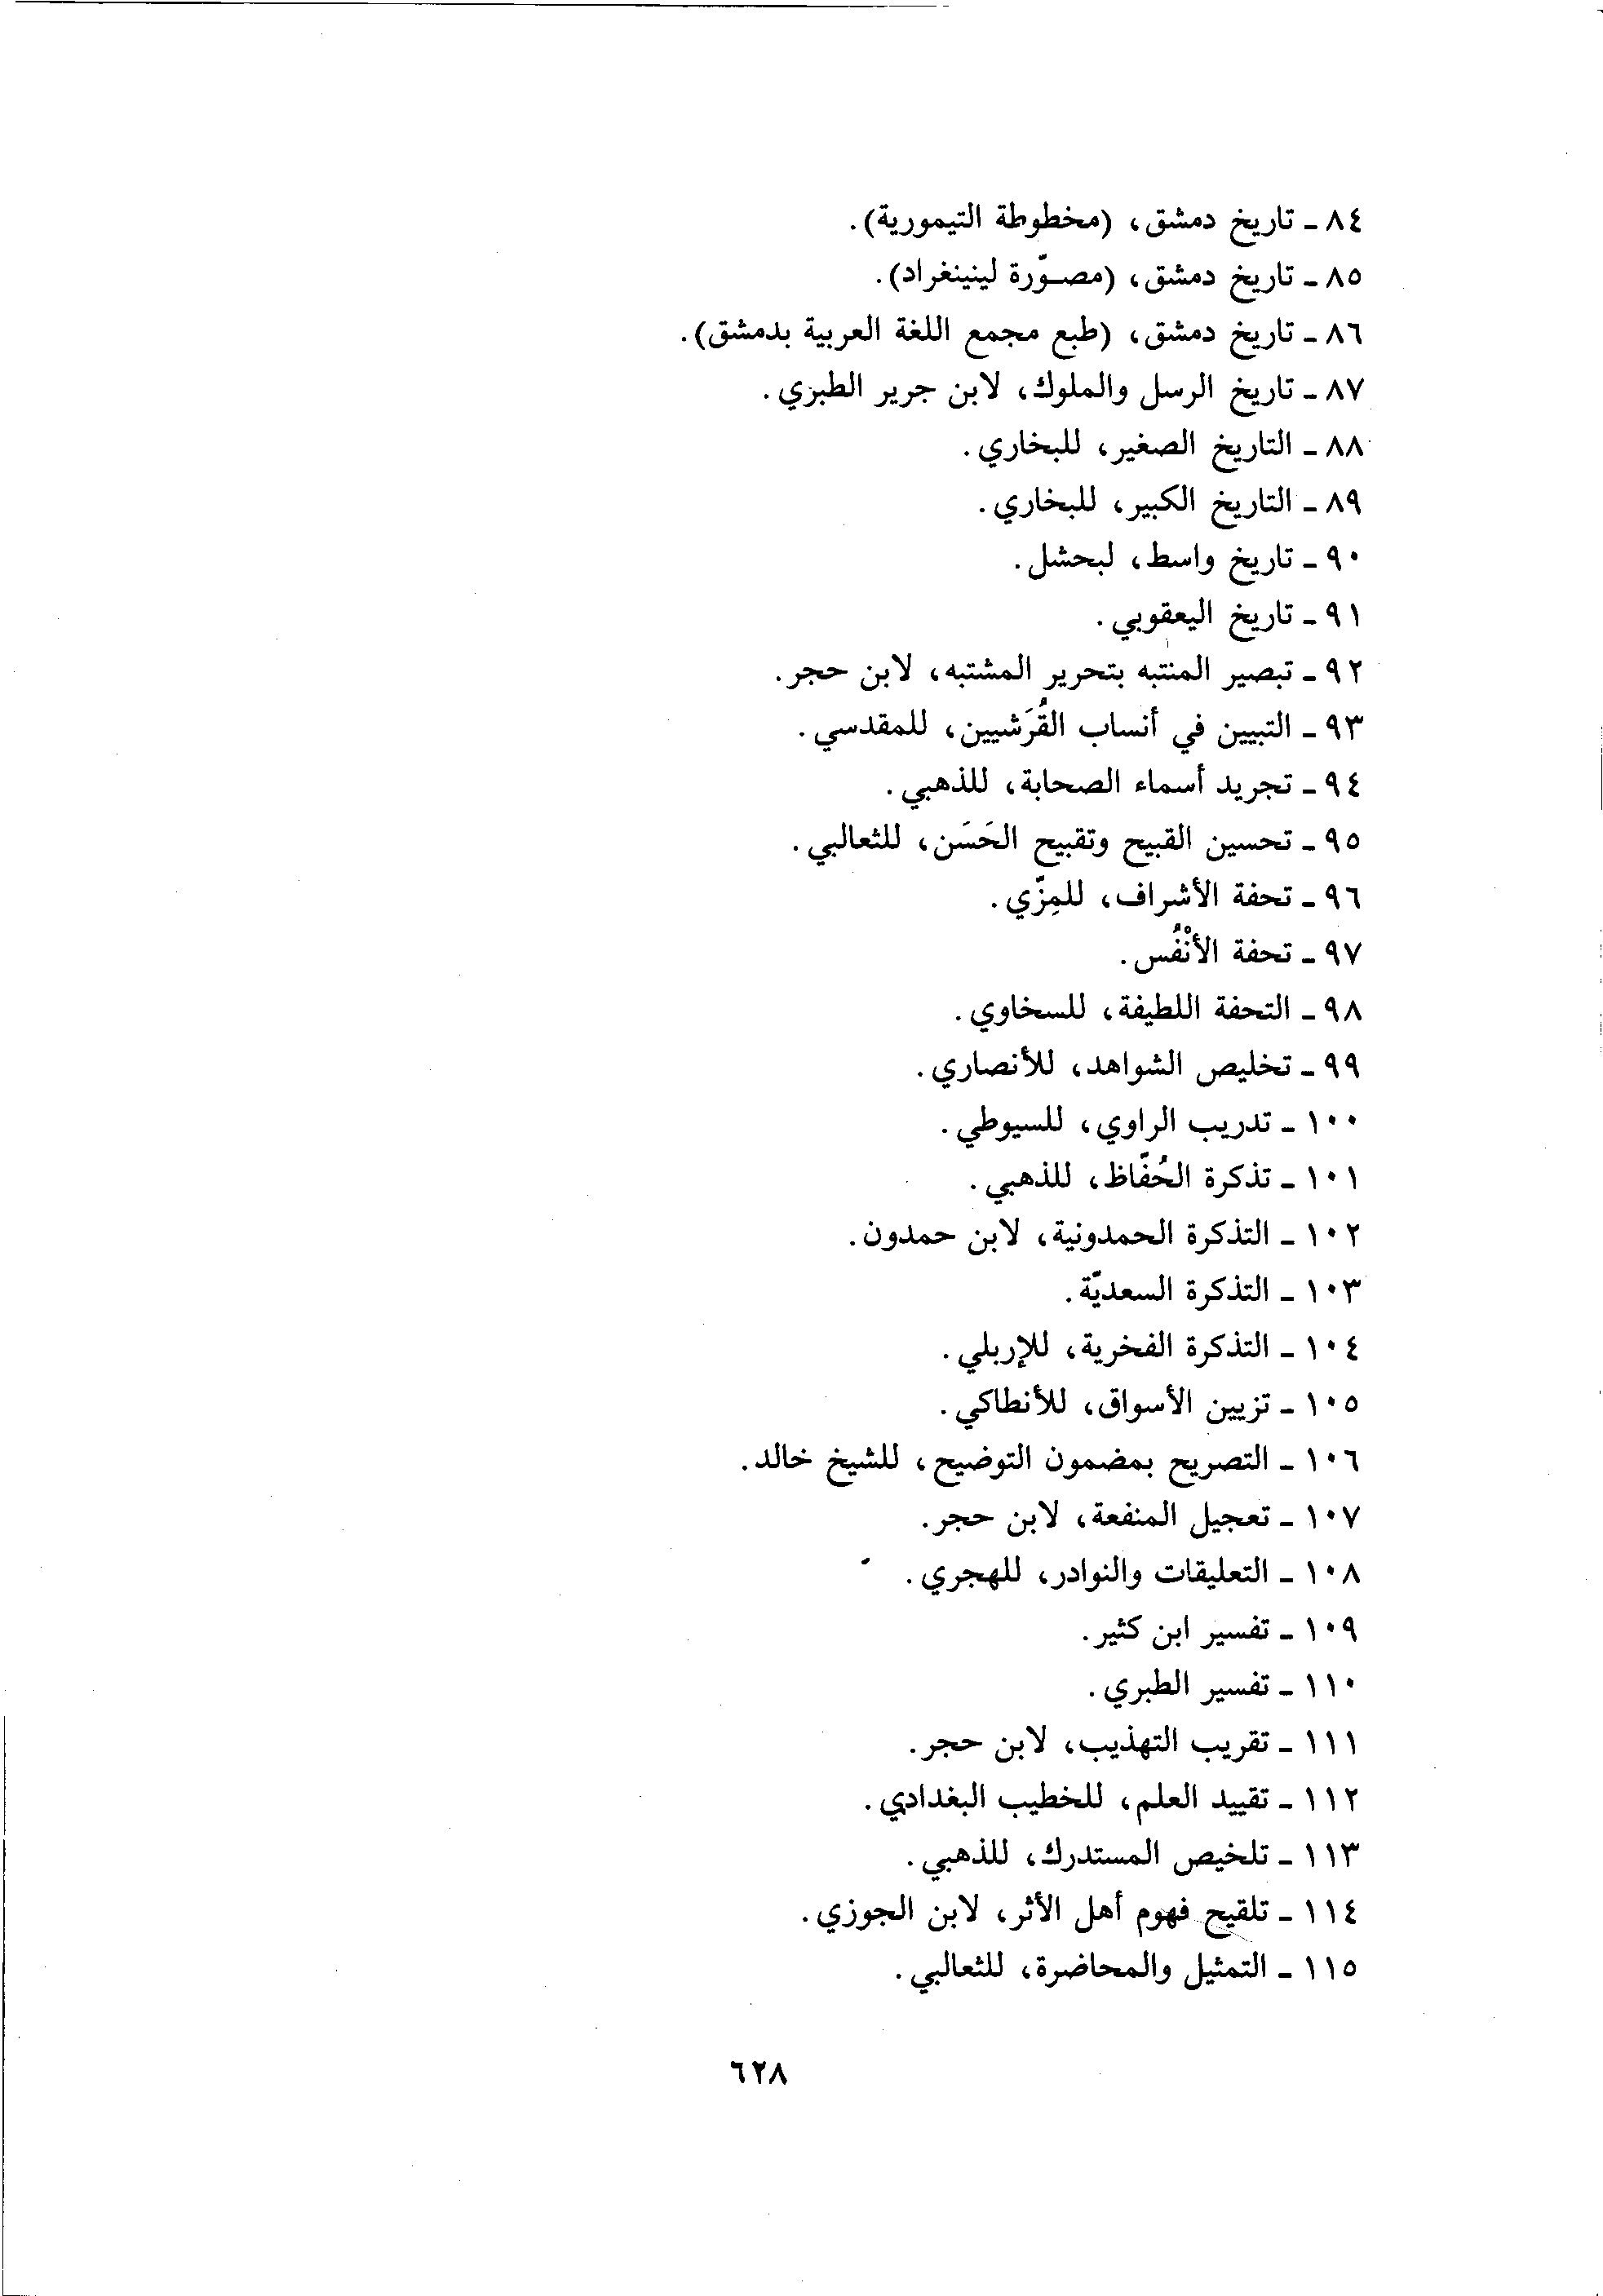 ٨٤ - تاريخ دمشق، (مخطوطة التيمورية).
٨٥ - تاريخ دمشق، (مصوّرة لينينغراد).
٨٦ - تاريخ دمشق، (طبع مجمع اللغة العربية بدمشق).
٨٧ - تاريخ الرسل والملوك، لابن جرير الطبري.
٨٨ - التاريخ الصغير، للبخاري.
٨٩ - التاريخ الكبير، للبخاري.
٩٠ - تاريخ واسط، لبحشل.
٩١ - تاريخ اليعقوبي.
٩٢ - تبصير المنتبه بتحرير المشتبه، لابن حجر.
٩٣ - التبيين في أنساب القُرَشيين، للمقدسي.
٩٤ - تجريد أسماء الصحابة، للذهبي.
٩٥ - تحسين القبيح وتقبيح الحَسَن، للثعالبي.
٩٦ - تحفة الأشراف، للمِزّي.
٩٧ - تحفة الأنْفُس.
٩٨ - التحفة اللطيفة، للسخاوي.
٩٩ - تخليص الشواهد، للأنصاري.
١٠٠ - تدريب الراوي، للسيوطي.
١٠١ - تذكرة الحُفّاظ، للذهبي.
١٠٢ - التذكرة الحمدونية، لابن حمدون.
١٠٣ - التذكرة السعديّة.
١٠٤ - التذكرة الفخرية، للإربلي.
١٠٥ - تزيين الأسواق، للأنطاكي.
١٠٦ - التصريح بمضمون التوضيح، للشيخ خالد.
١٠٧ - تعجيل المنفعة، لابن حجر.
١٠٨ - التعليقات والنوادر، للهجري.
١٠٩ - تفسير ابن كثير.
١١٠ - تفسير الطبري.
١١١ - تقريب التهذيب، لابن حجر.
١١٢ - تقييد العلم، للخطيب البغدادي.
١١٣ - تلخيص المستدرك، للذهبي.
١١٤ - تلقيح فهوم أهل الأثر، لابن الجوزي.
١١٥ - التمثيل والمحاضرة، للثعالبي.
٦٢٨